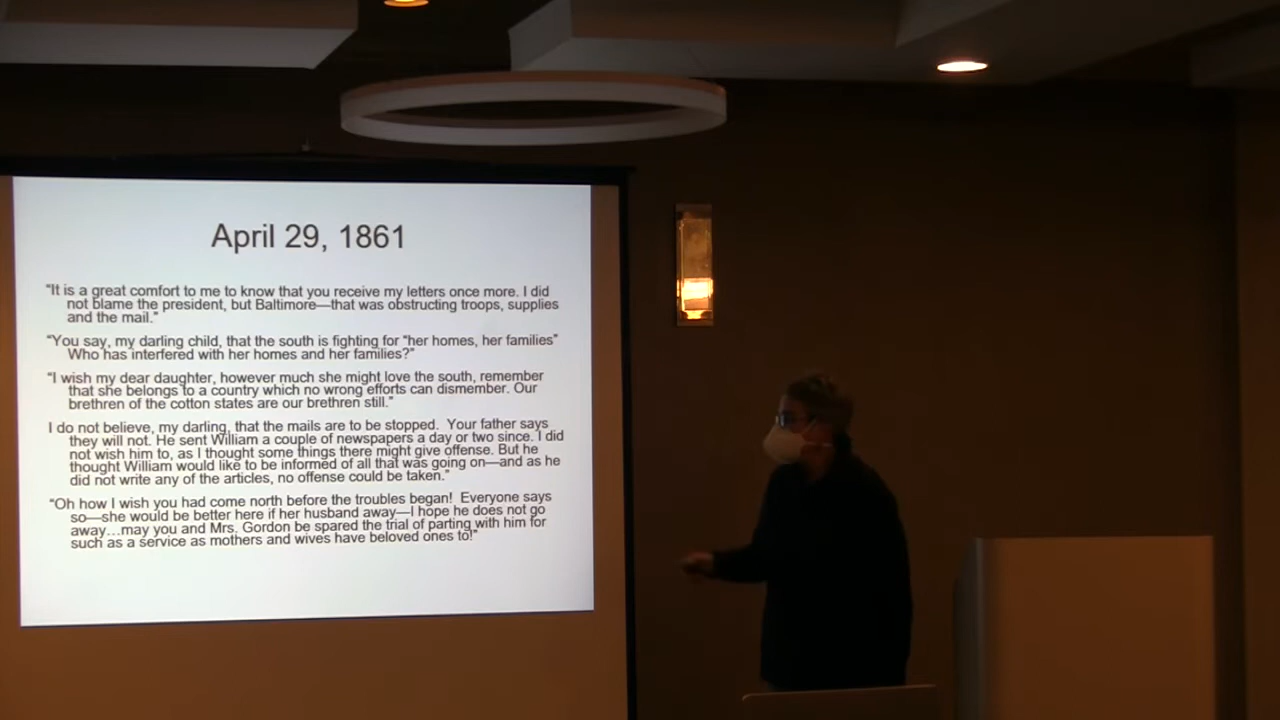 April 29, 1861
“It is a great comfort to me to know that you receive my letters once more. I did
not blame the president, but Baltimore—that was obstructing troops, supplies
and the mail.”
“You say, my darling child, that the south is fighting for “her homes, her families”
Who has interfered with her homes and her families?”
“I wish my dear daughter, however much she might love the south, remember
that she belongs to a country which no wrong efforts can dismember. Our
brethren of the cotton states are our brethren still.”
I do not believe, my darling, that the mails are to be stopped. Your father says
they will not. He sent William a couple of newspapers a day or two since. I did
not wish him to, as I thought some things there might give offense. But he
thought William would like to be informed of all that was going on—and as he
did not write any of the articles, no offense could be taken.”
“Oh how I wish you had come north before the troubles began! Everyone says
so—she would be better here if her husband away—I hope he does not go
away…may you and Mrs. Gordon be spared the trial of parting with him for
such as a service as mothers and wives have beloved ones to!”